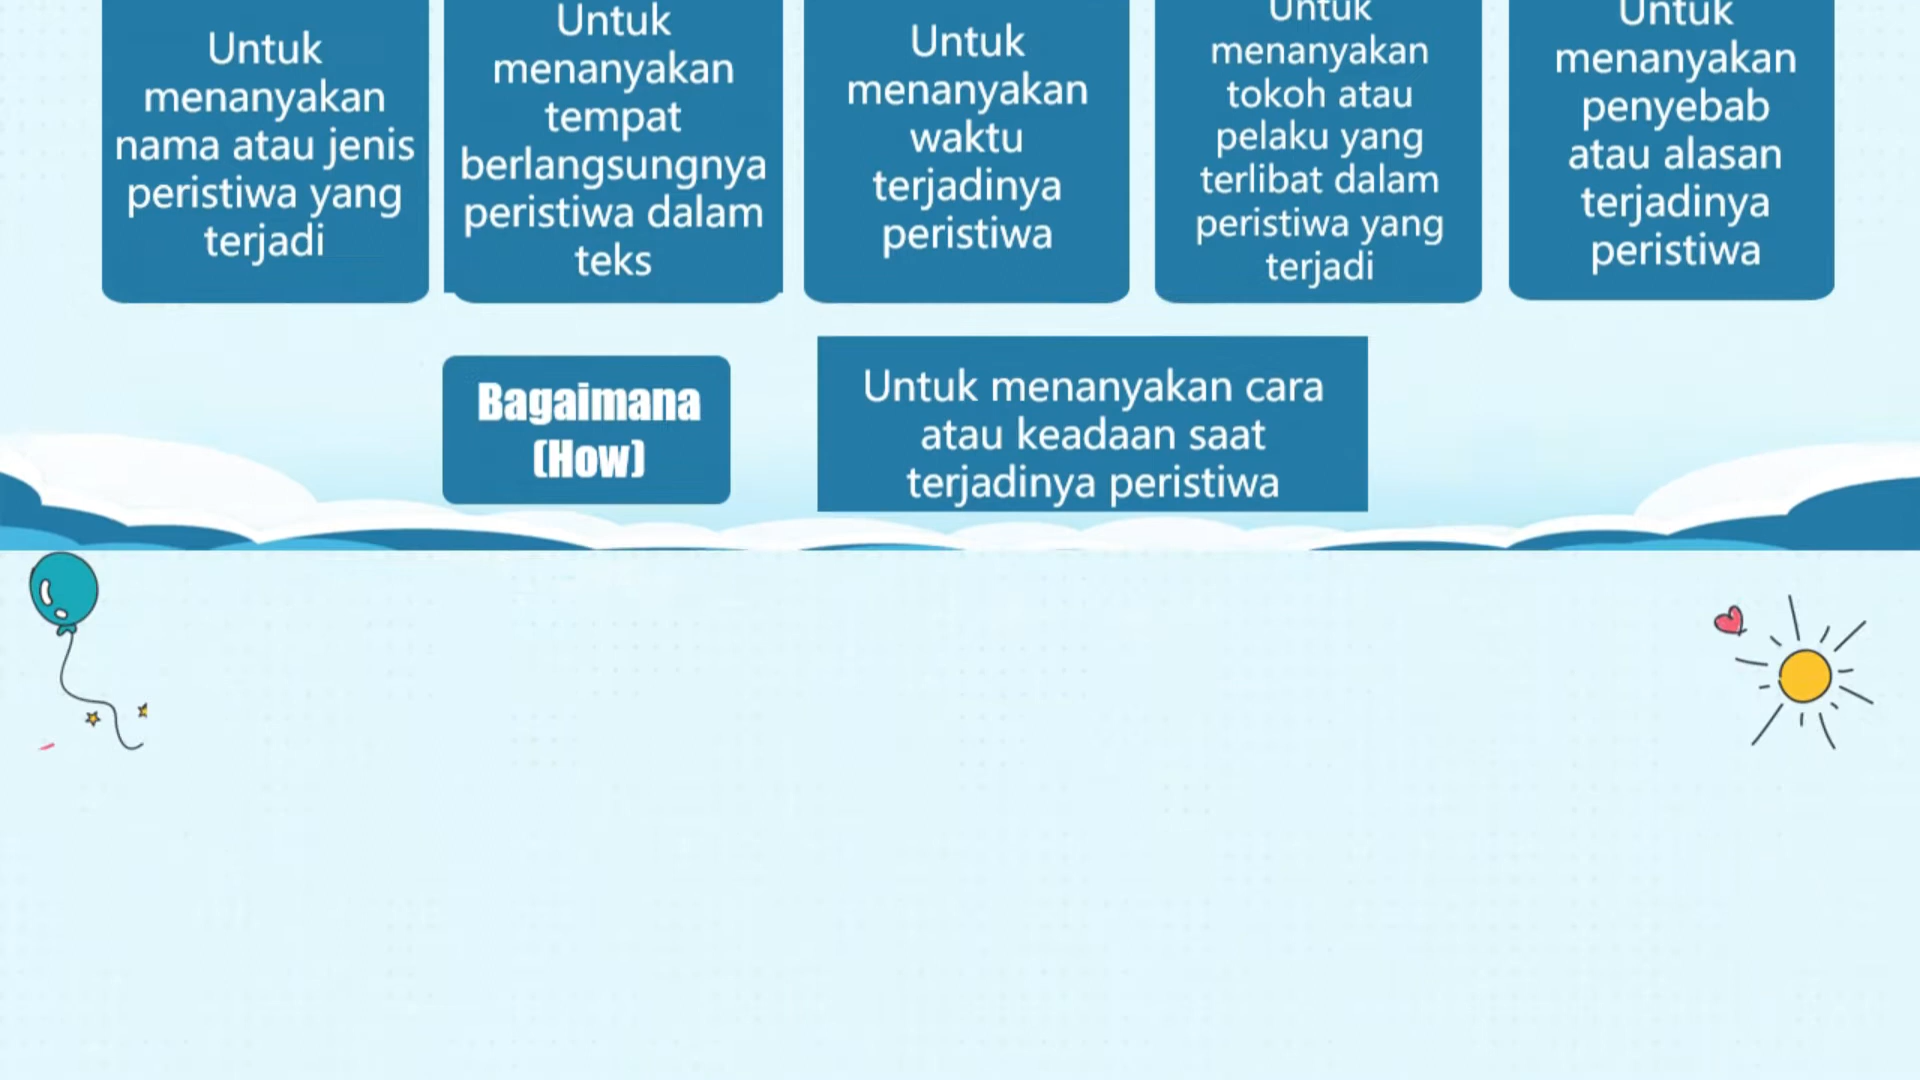 Untuk
menanyakan
nama atau jenis
peristiwa yang
terjadi
Untuk
menanyakan
tempat
berlangsungnya
peristiwa dalam
teks
Untuk
menanyakan
waktu
terjadinya
peristiwa
Untuk
menanyakan
tokoh atau
pelaku yang
terlibat dalam
peristiwa yang
terjadi
Untuk
menanyakan
penyebab
atau alasan
terjadinya
peristiwa
Bagaimana
(How)
Untuk menanyakan cara
atau keadaan saat
terjadinya peristiwa